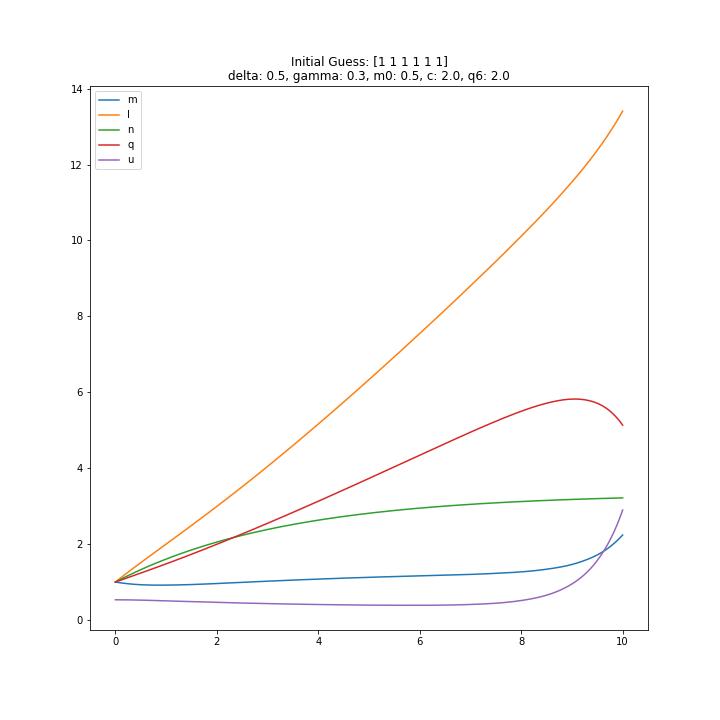 Initial Guess: [1 1 1 1 1 1]
delta: 0.5, gamma: 0.3, m0: 0.5, c: 2.0, q6: 2.0
m
l
n
q
u
14
12
10
8
6
4
2
0
0 2 4 6 8 10